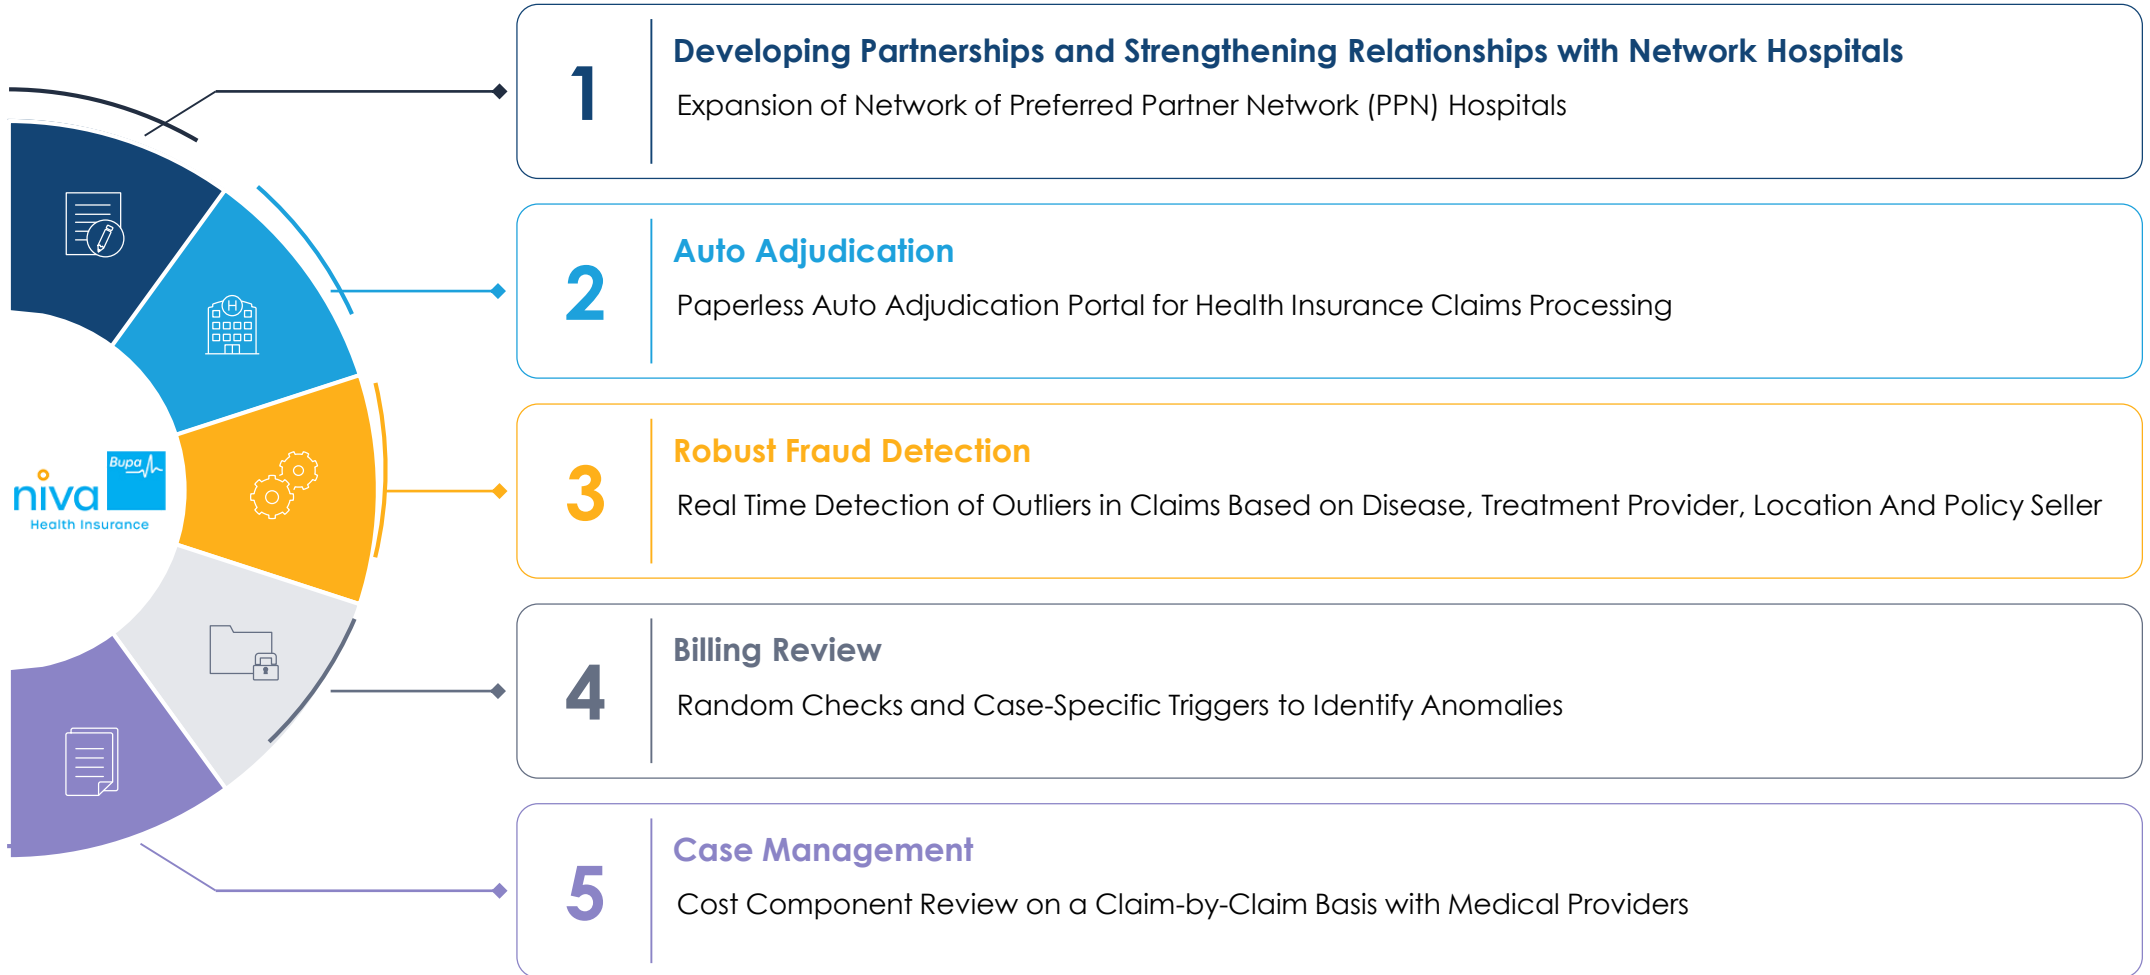 1
Developing Partnerships and Strengthening Relationships with Network Hospitals
Expansion of Network of Preferred Partner Network (PPN) Hospitals
H
2
Auto Adjudication
Paperless Auto Adjudication Portal for Health Insurance Claims Processing
niva
Bupa
Health Insurance
3
Robust Fraud Detection
Real Time Detection of Outliers in Claims Based on Disease, Treatment Provider, Location And Policy Seller
4
Billing Review
Random Checks and Case-Specific Triggers to Identify Anomalies
5
Case Management
Cost Component Review on a Claim-by-Claim Basis with Medical Providers